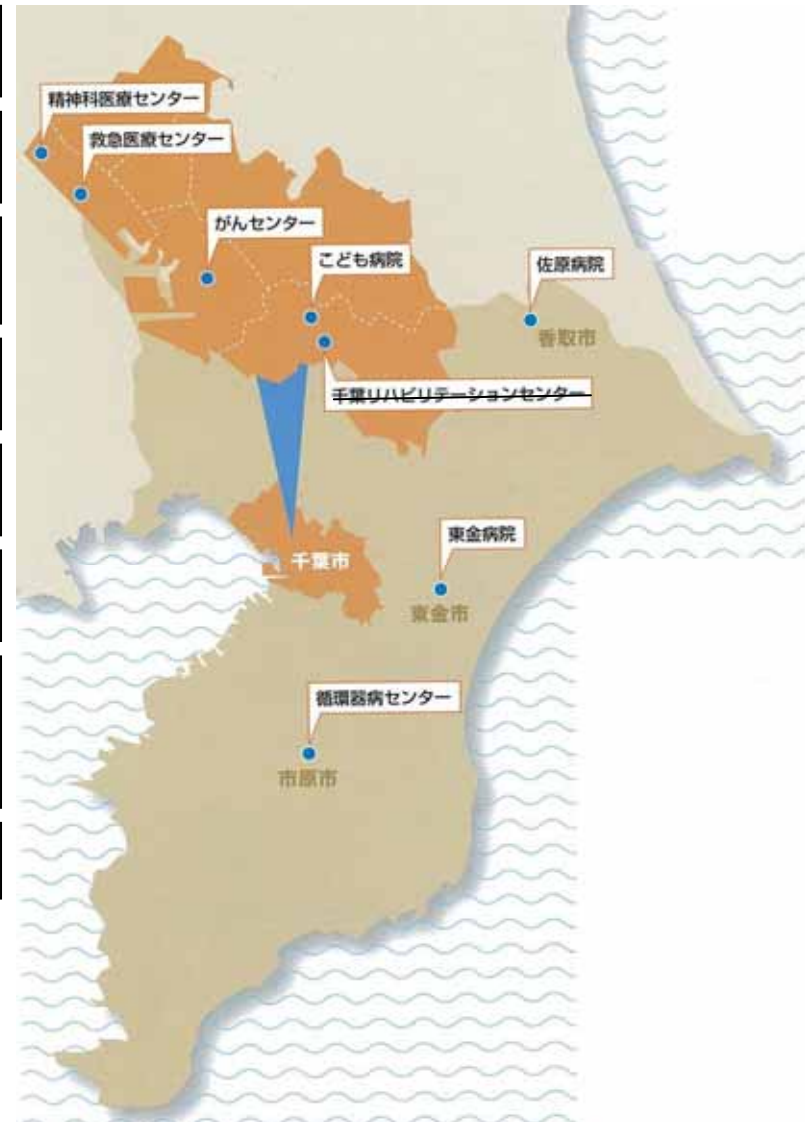 精神科医療センター
救急医療センター
がんセンター
こども病院
佐原病院
香取市
千葉リハビリテーションセンター
東金病院
千葉市
東金市
循環器病センター
市原市